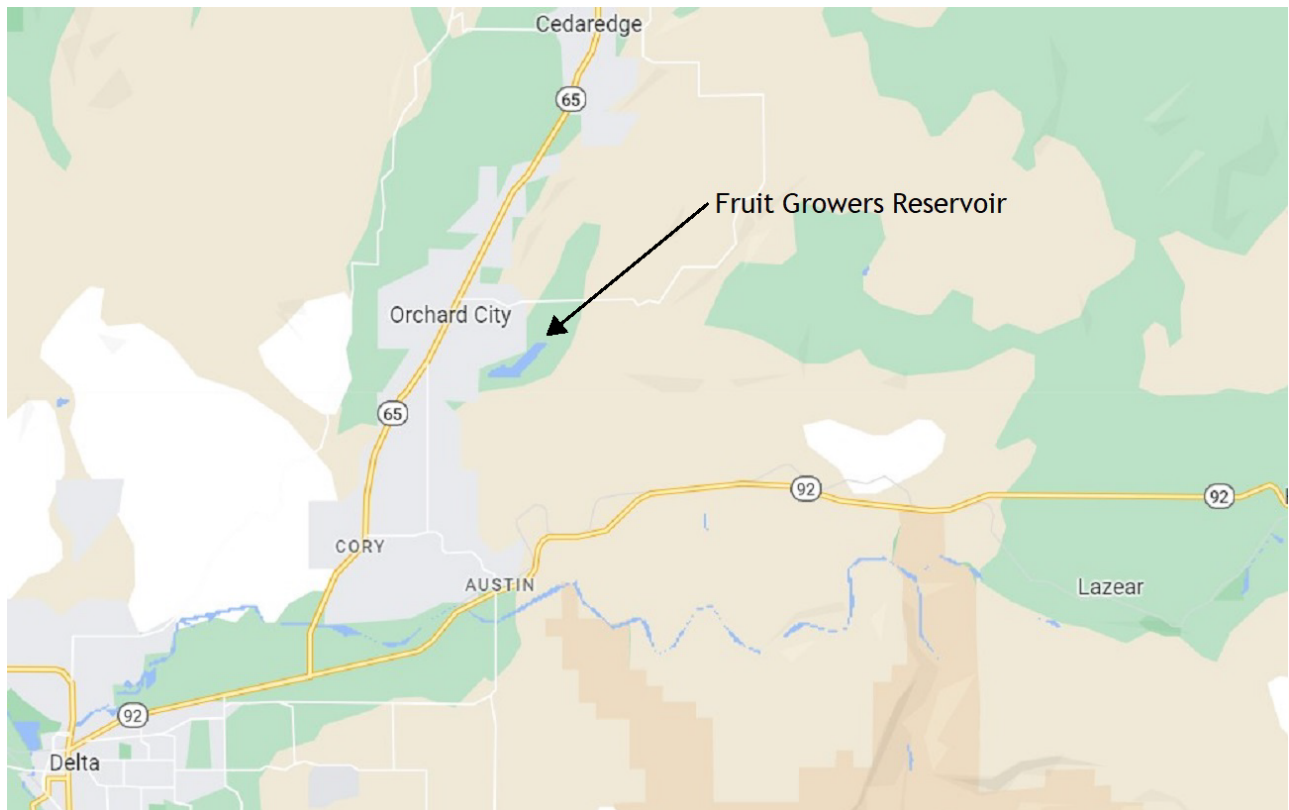 Cedaredge
65
Fruit Growers Reservoir
Orchard City
65
92
92
CORY
AUSTIN
Lazear
92
Delta